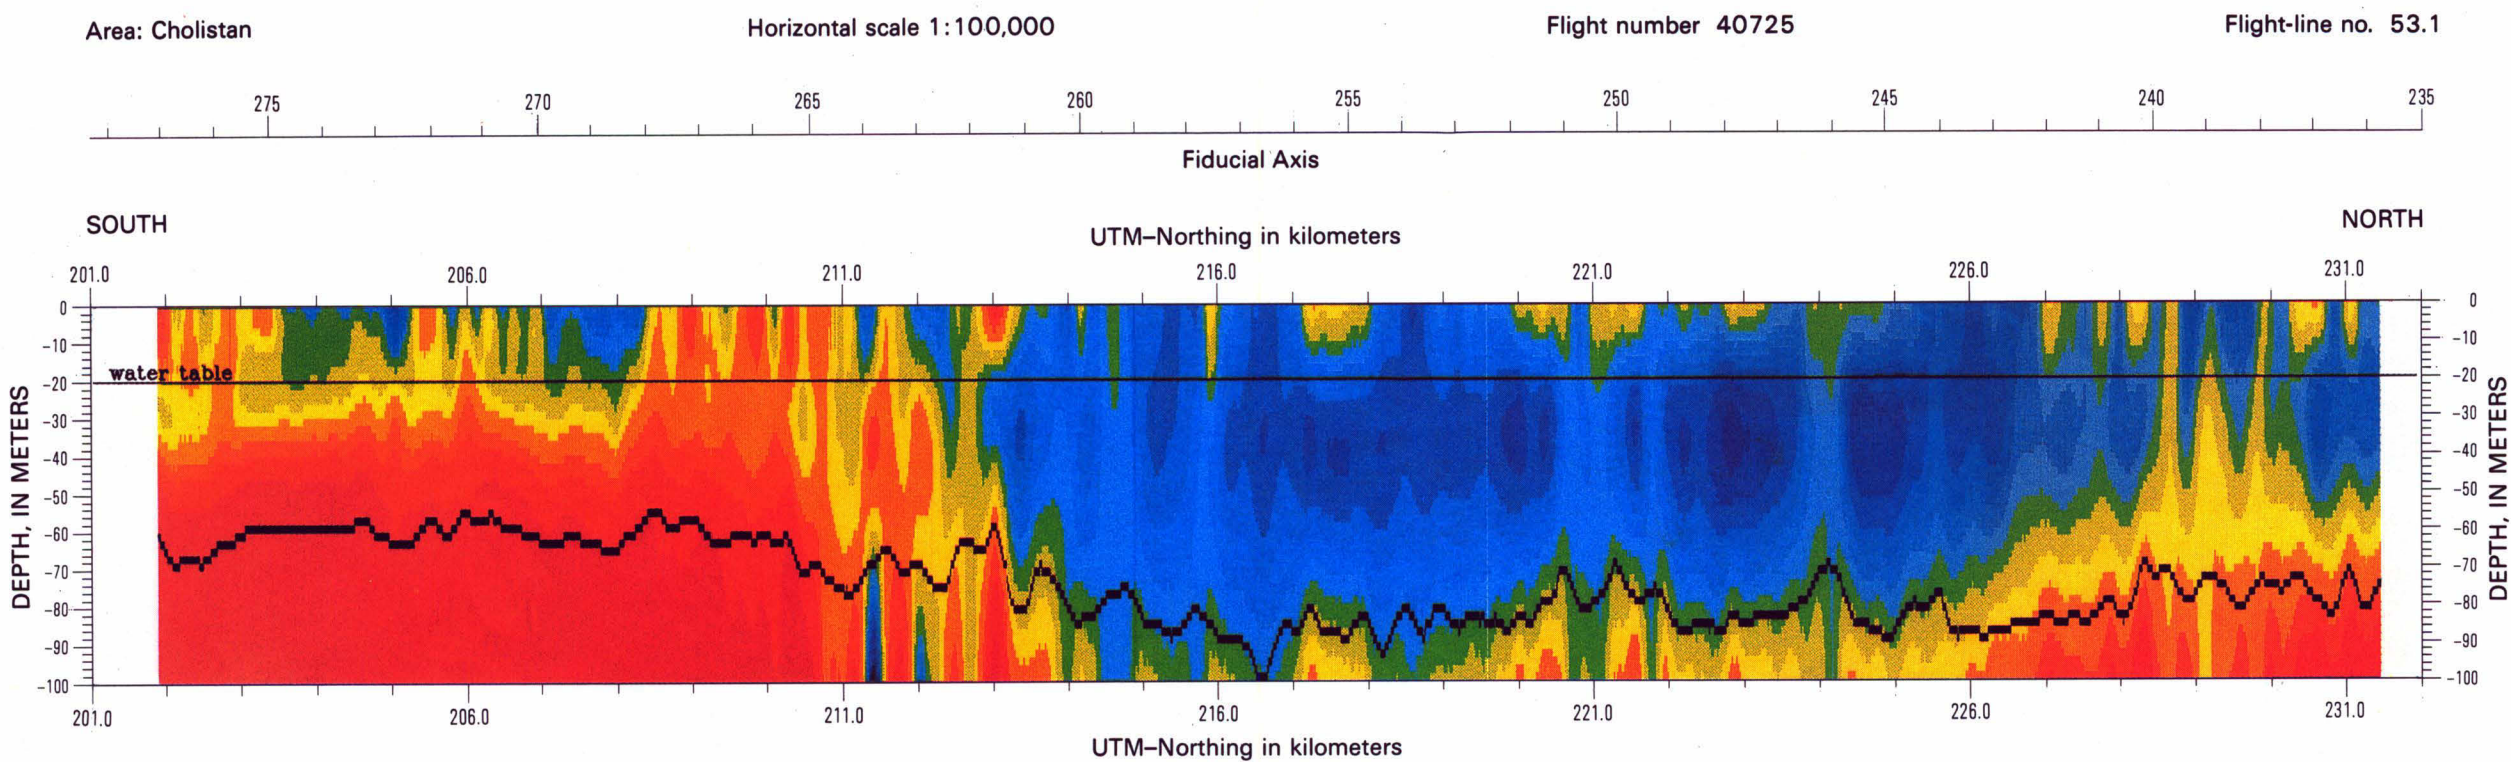 Area: Cholistan Horizontal scale 1:100,000 Flight number 40725 Flight-line no. 53.1
275 270 265 260 255 250 245 240 235
Fiducial Axis
SOUTH NORTH
UTM–Northing in kilometers
201.0 206.0 211.0 216.0 221.0 226.0 231.0
0 0
-10 -10
water table
-20 -20
-30 -30
-40 -40
-50 -50
-60 -60
-70 -70
-80 -80
-90 -90
-100 -100
DEPTH, IN METERS
DEPTH, IN METERS
201.0 206.0 211.0 216.0 221.0 226.0 231.0
UTM–Northing in kilometers